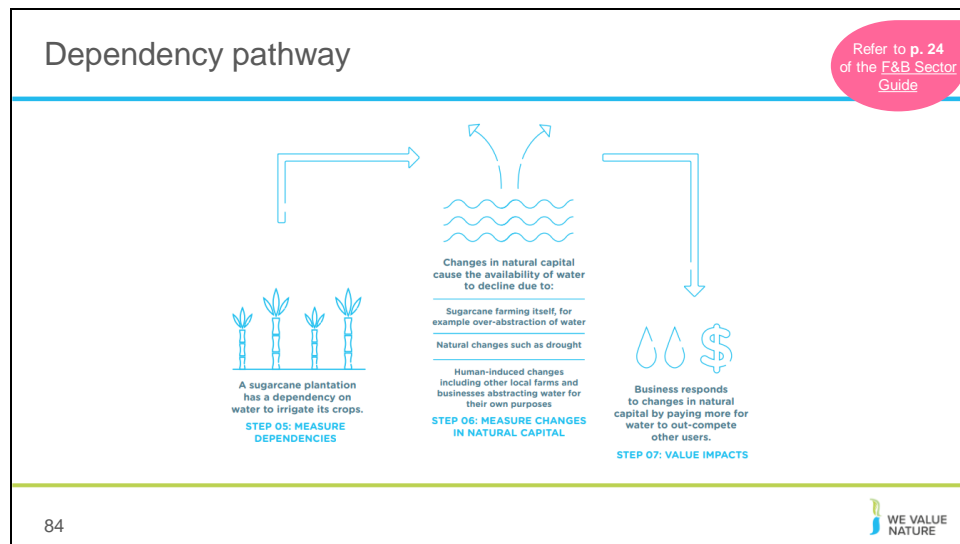 Dependency pathway
Refer to p. 24
of the F&B Sector
Guide
A sugarcane plantation
has a dependency on
water to irrigate its crops.
STEP 05: MEASURE
DEPENDENCIES
Changes in natural capital
cause the availability of water
to decline due to:
Sugarcane farming itself, for
example over-abstraction of water
Natural changes such as drought
Human-induced changes
including other local farms and
businesses abstracting water for
their own purposes
STEP 06: MEASURE CHANGES
IN NATURAL CAPITAL
$
Business responds
to changes in natural
capital by paying more for
water to out-compete
other users.
STEP 07: VALUE IMPACTS
84
WE VALUE
NATURE